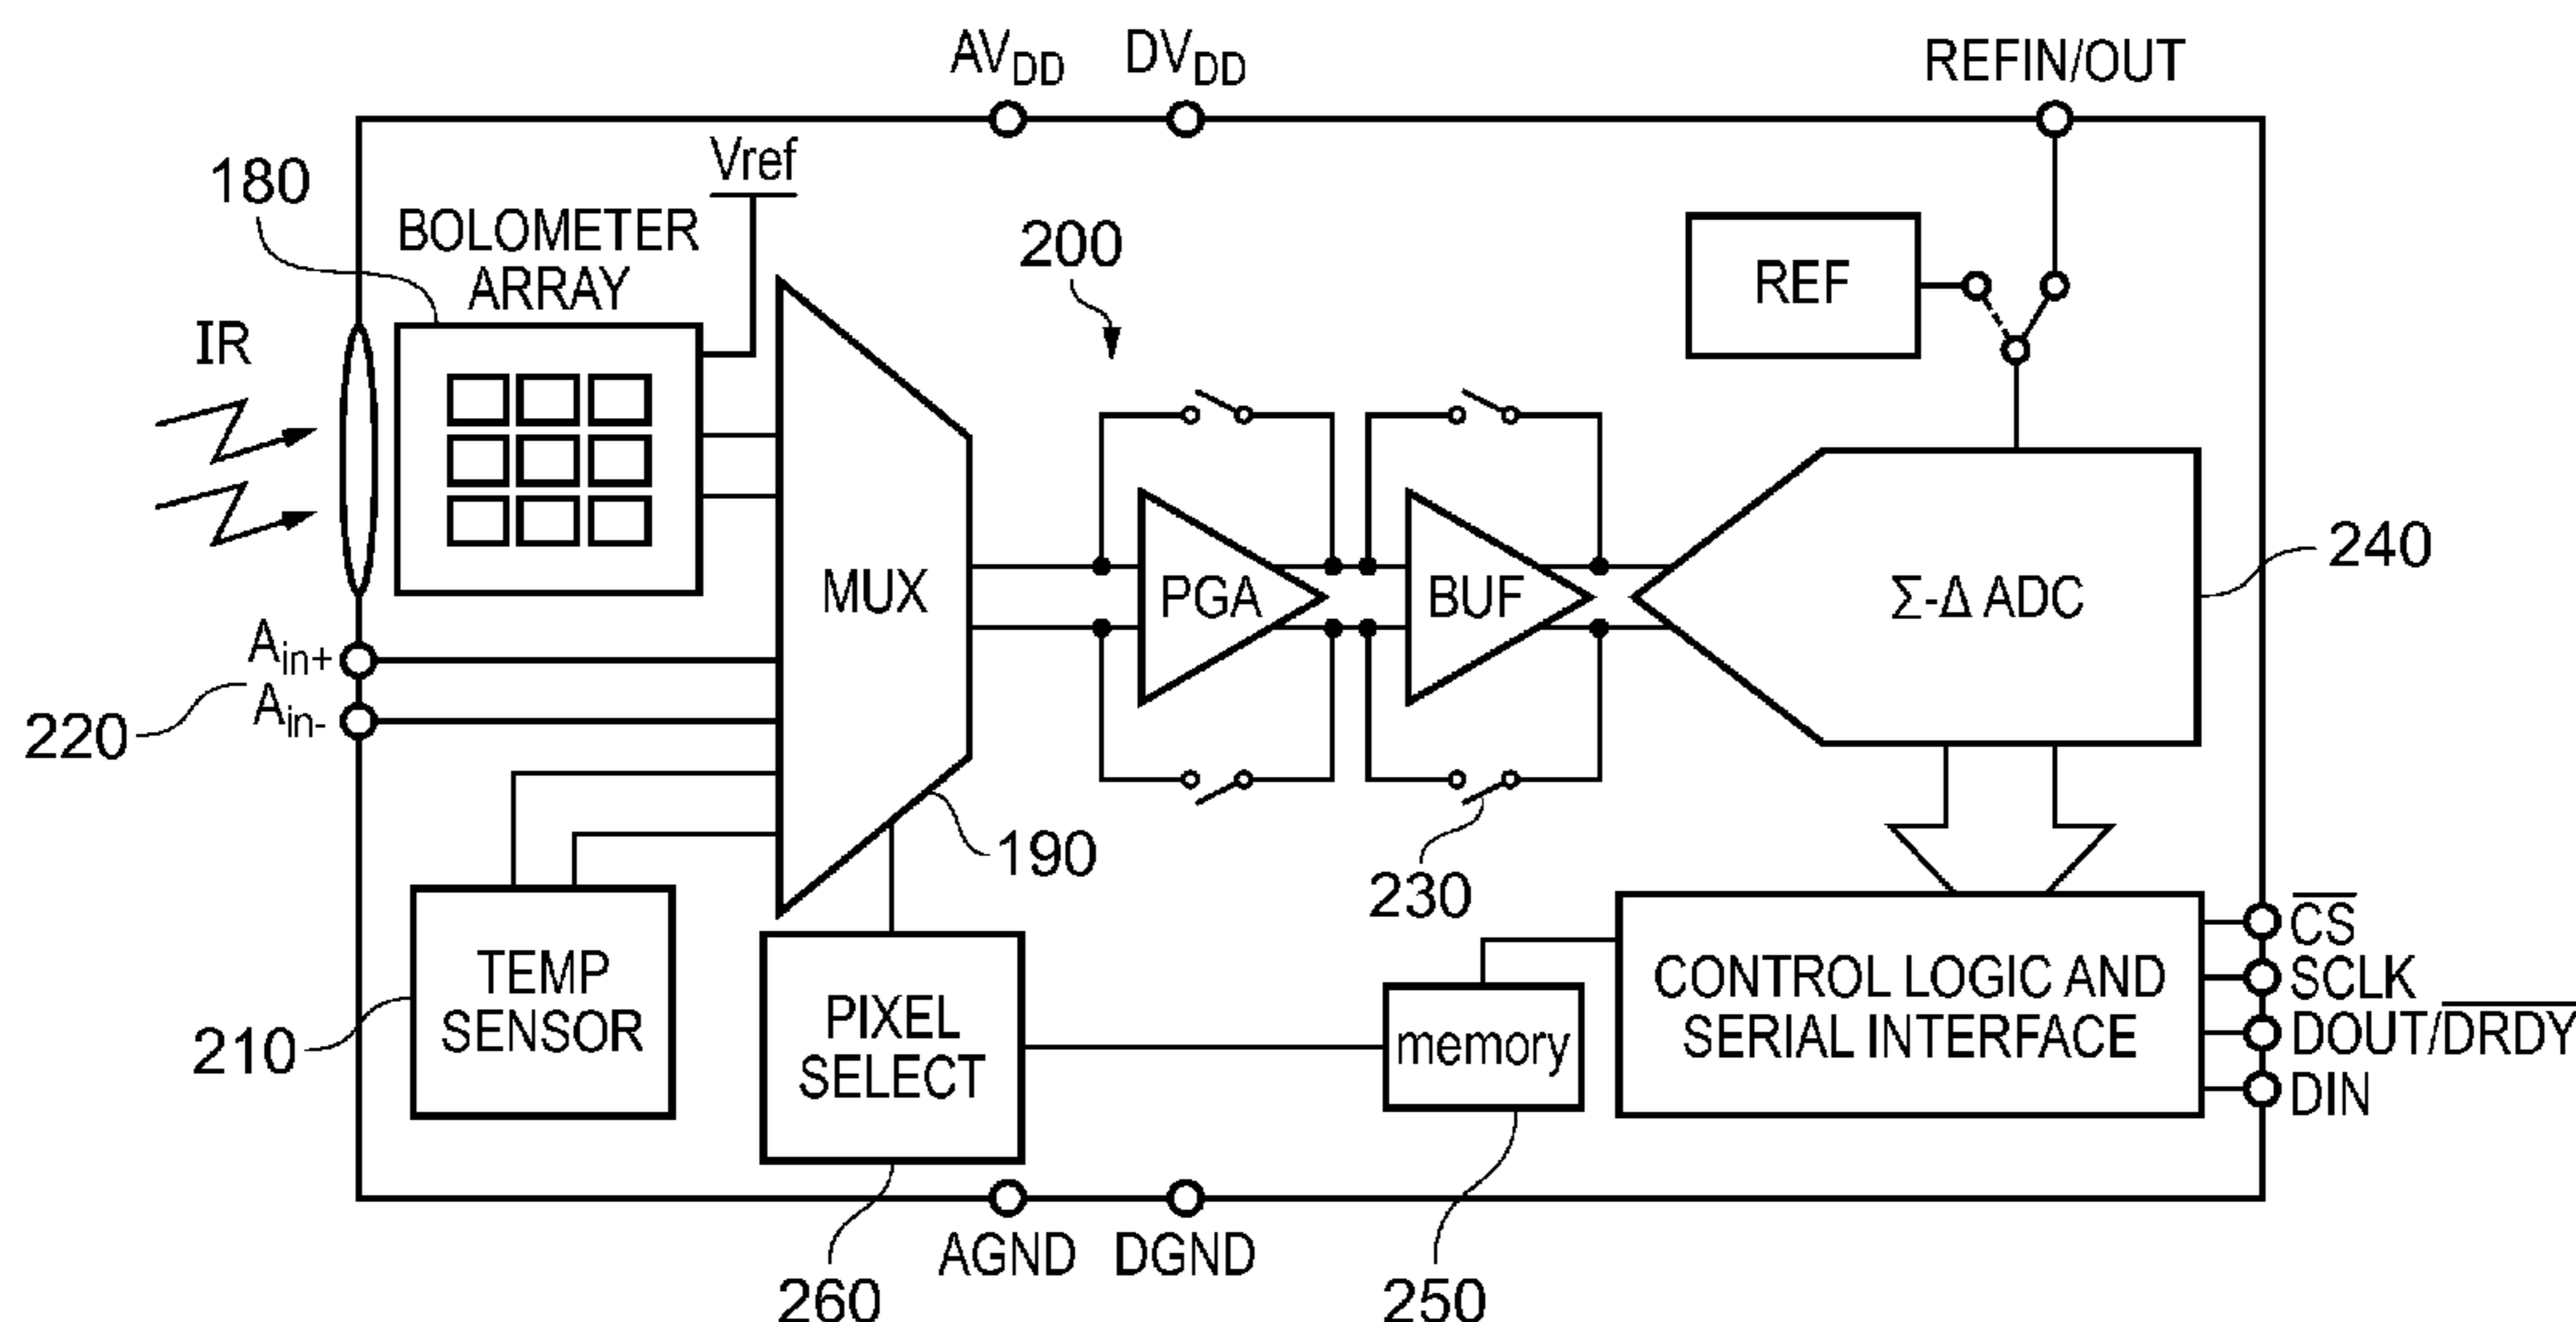 AVDD
DVDD
REFIN/OUT
Vref
180
BOLOMETER
ARRAY
200
REF
IR
MUX
PGA
BUF
Σ-Δ ADC
240
Ain+
Ain-
220
190
230
TEMP
SENSOR
210
PIXEL
SELECT
memory
CONTROL LOGIC AND
SERIAL INTERFACE
C̅S̅
SCLK
DOUT/D̅R̅D̅Y̅
DIN
AGND
DGND
260
250